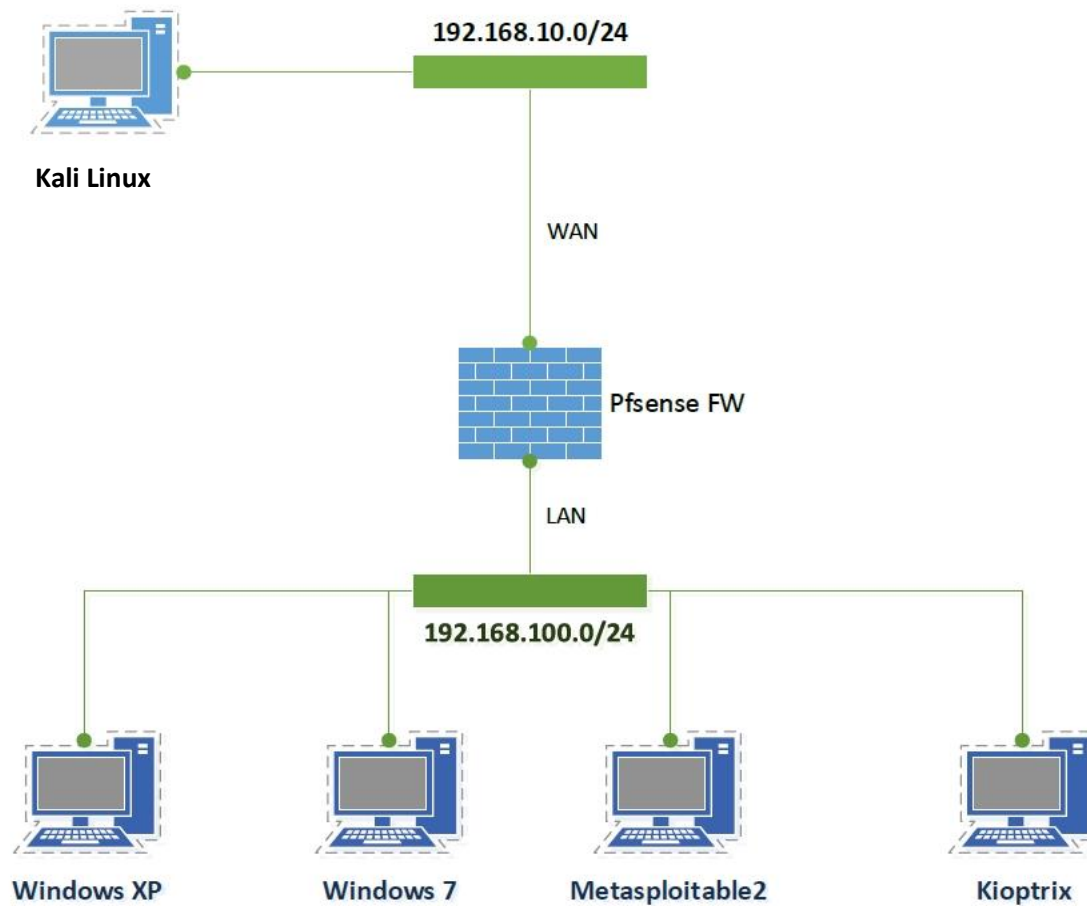 192.168.10.0/24
Kali Linux
WAN
Pfsense FW
LAN
192.168.100.0/24
Windows XP
Windows 7
Metasploitable2
Kioptrix